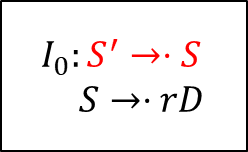 I₀: S′ →· S
S →· rD